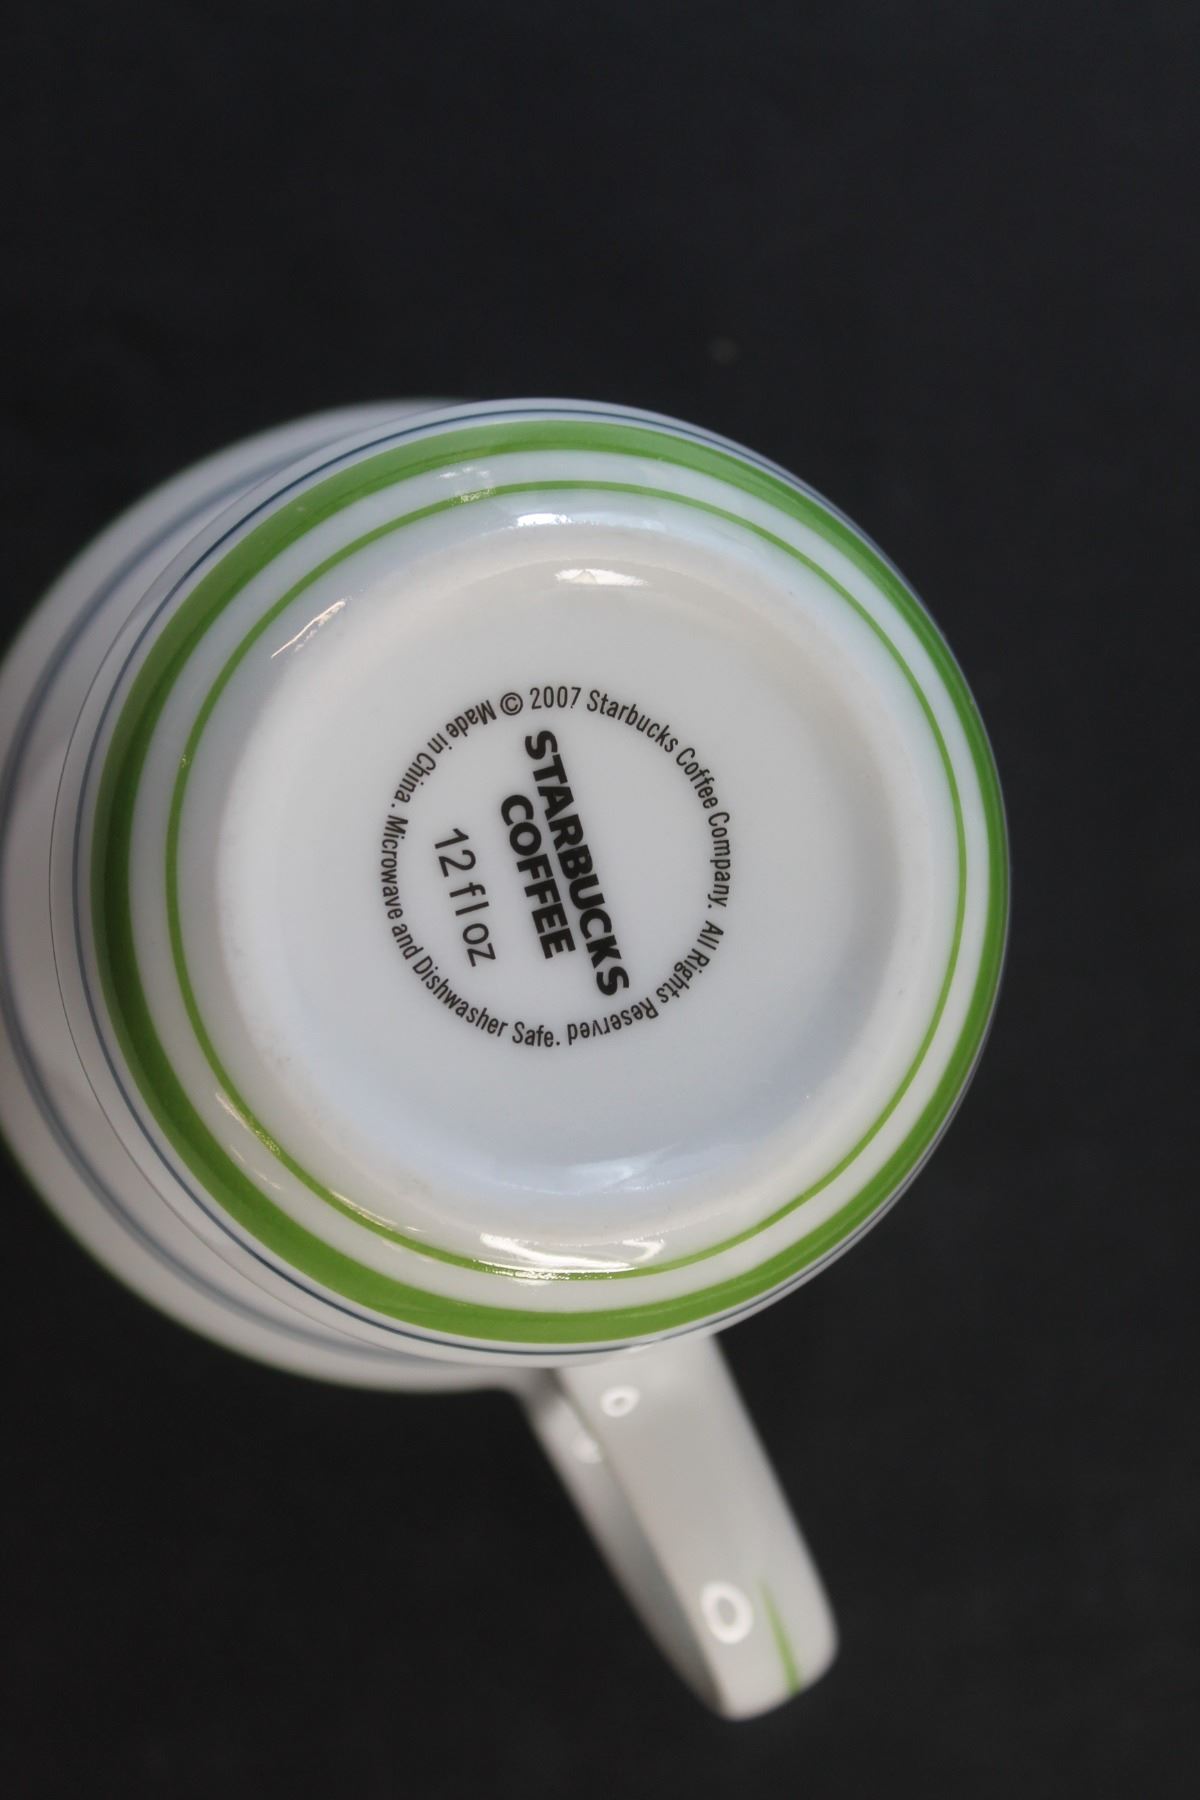 STARBUCKS
COFFEE
12 fl oz
© 2007 Starbucks Coffee Company. All Rights Reserved
Microwave and Dishwasher Safe.
Made in China.